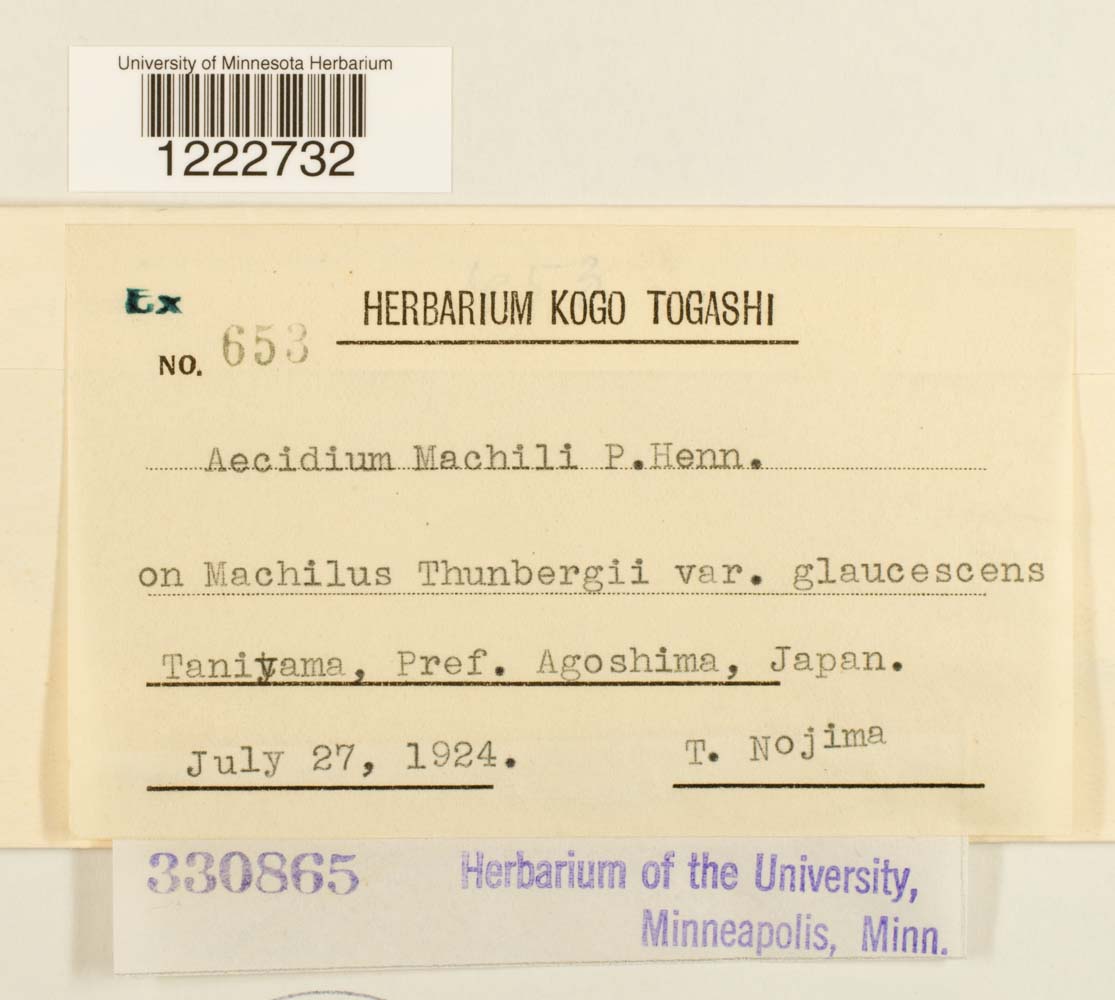 University of Minnesota Herbarium
1222732
Ex HERBARIUM KOGO TOGASHI
NO. 653
Aecidium Machili P.Henn.
on Machilus Thunbergii var. glaucescens
Taniyama, Pref. Agoshima, Japan.
July 27, 1924. T. Nojima
330865 Herbarium of the University,
Minneapolis, Minn.